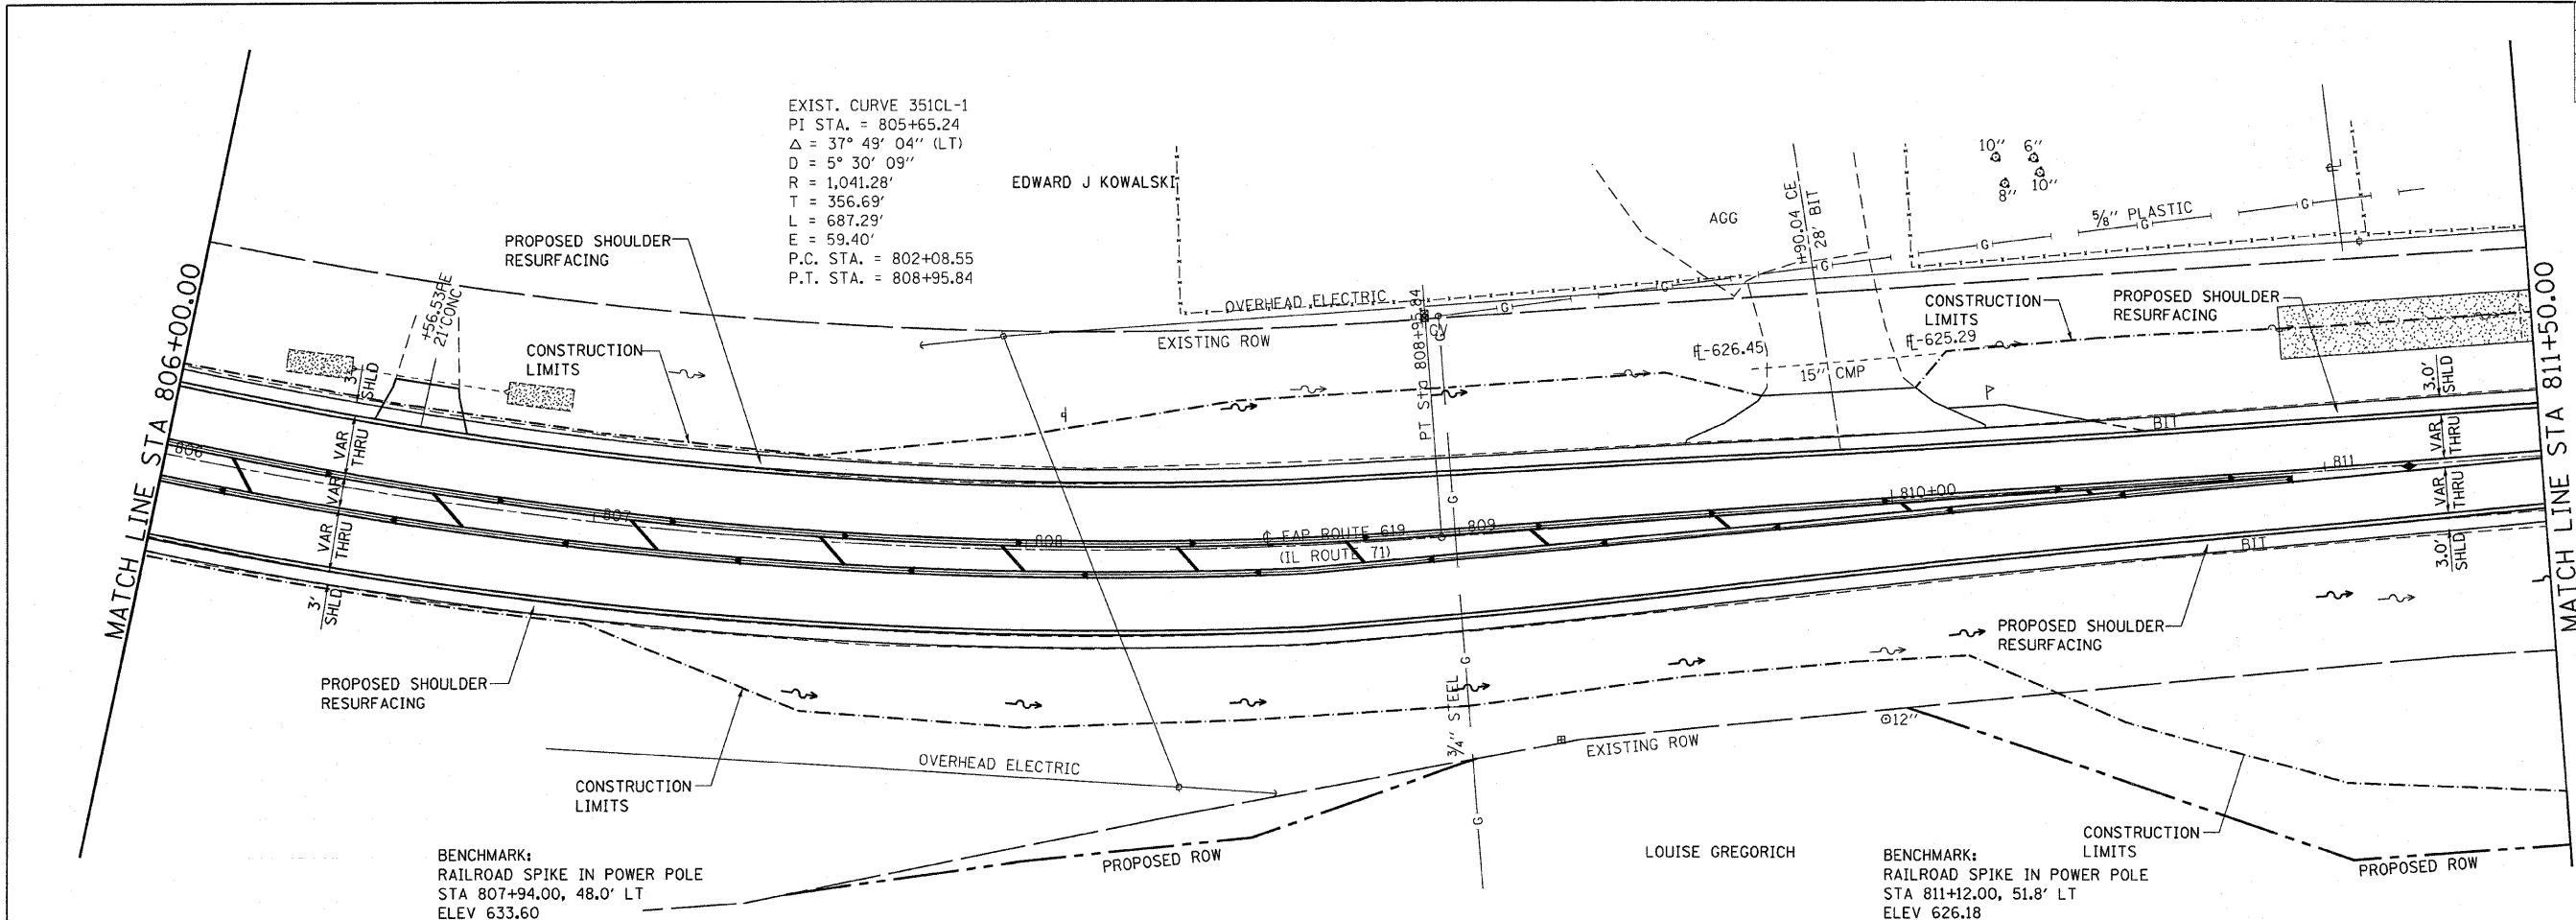 EXIST. CURVE 351CL-1
PI STA. = 805+65.24
Δ = 37° 49' 04" (LT)
D = 5° 30' 09"
R = 1,041.28'
T = 356.69'
L = 687.29'
E = 59.40'
P.C. STA. = 802+08.55
P.T. STA. = 808+95.84
EDWARD J KOWALSKI
MATCH LINE STA 806+00.00
PROPOSED SHOULDER
RESURFACING
+56.53
21' CONC
CONSTRUCTION
LIMITS
3'
SHLD
VAR
THRU
VAR
VAR
THRU
3'
SHLD
806
807
808
809
810+00
811
OVERHEAD ELECTRIC
EXISTING ROW
GV
PT Sta 808+95.84
℄ FAP ROUTE 619
(IL ROUTE 71)
AGG
+90.04 CE
28' BIT
10"
6"
8"
10"
5/8" PLASTIC
G
G
G
G
G
G
G
FL-626.45
15" CMP
FL-625.29
CONSTRUCTION
LIMITS
PROPOSED SHOULDER
RESURFACING
3.0'
SHLD
BIT
VAR
THRU
VAR
THRU
3.0'
SHLD
BIT
MATCH LINE STA 811+50.00
PROPOSED SHOULDER
RESURFACING
PROPOSED SHOULDER
RESURFACING
CONSTRUCTION
LIMITS
OVERHEAD ELECTRIC
G
G
3/4" STEEL
G
EXISTING ROW
12"
PROPOSED ROW
LOUISE GREGORICH
CONSTRUCTION
LIMITS
PROPOSED ROW
BENCHMARK:
RAILROAD SPIKE IN POWER POLE
STA 807+94.00, 48.0' LT
ELEV 633.60
BENCHMARK:
RAILROAD SPIKE IN POWER POLE
STA 811+12.00, 51.8' LT
ELEV 626.18